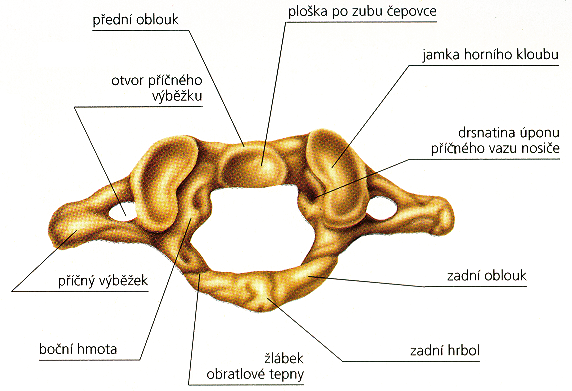 ploška po zubu čepovce
přední oblouk
jamka horního kloubu
otvor příčného
výběžku
drsnatina úponu
příčného vazu nosiče
příčný výběžek
zadní oblouk
boční hmota
žlábek
obratlové tepny
zadní hrbol